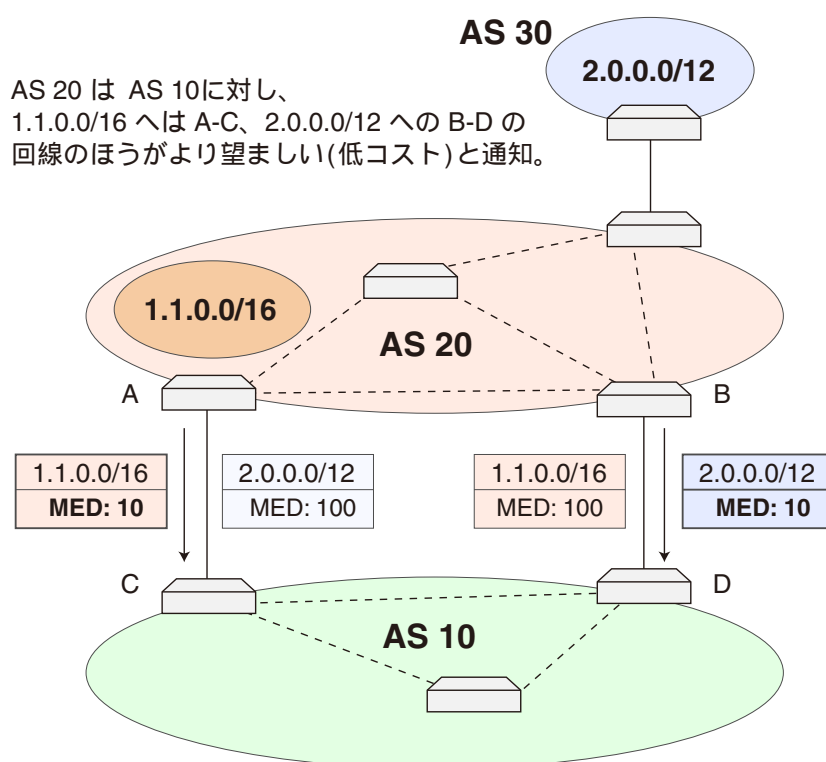 AS 30
2.0.0.0/12
AS 20 は AS 10に対し、
1.1.0.0/16 へは A-C、2.0.0.0/12 への B-D の
回線のほうがより望ましい(低コスト)と通知。
1.1.0.0/16
AS 20
A
B
1.1.0.0/16
MED: 10
2.0.0.0/12
MED: 100
1.1.0.0/16
MED: 100
2.0.0.0/12
MED: 10
C
D
AS 10